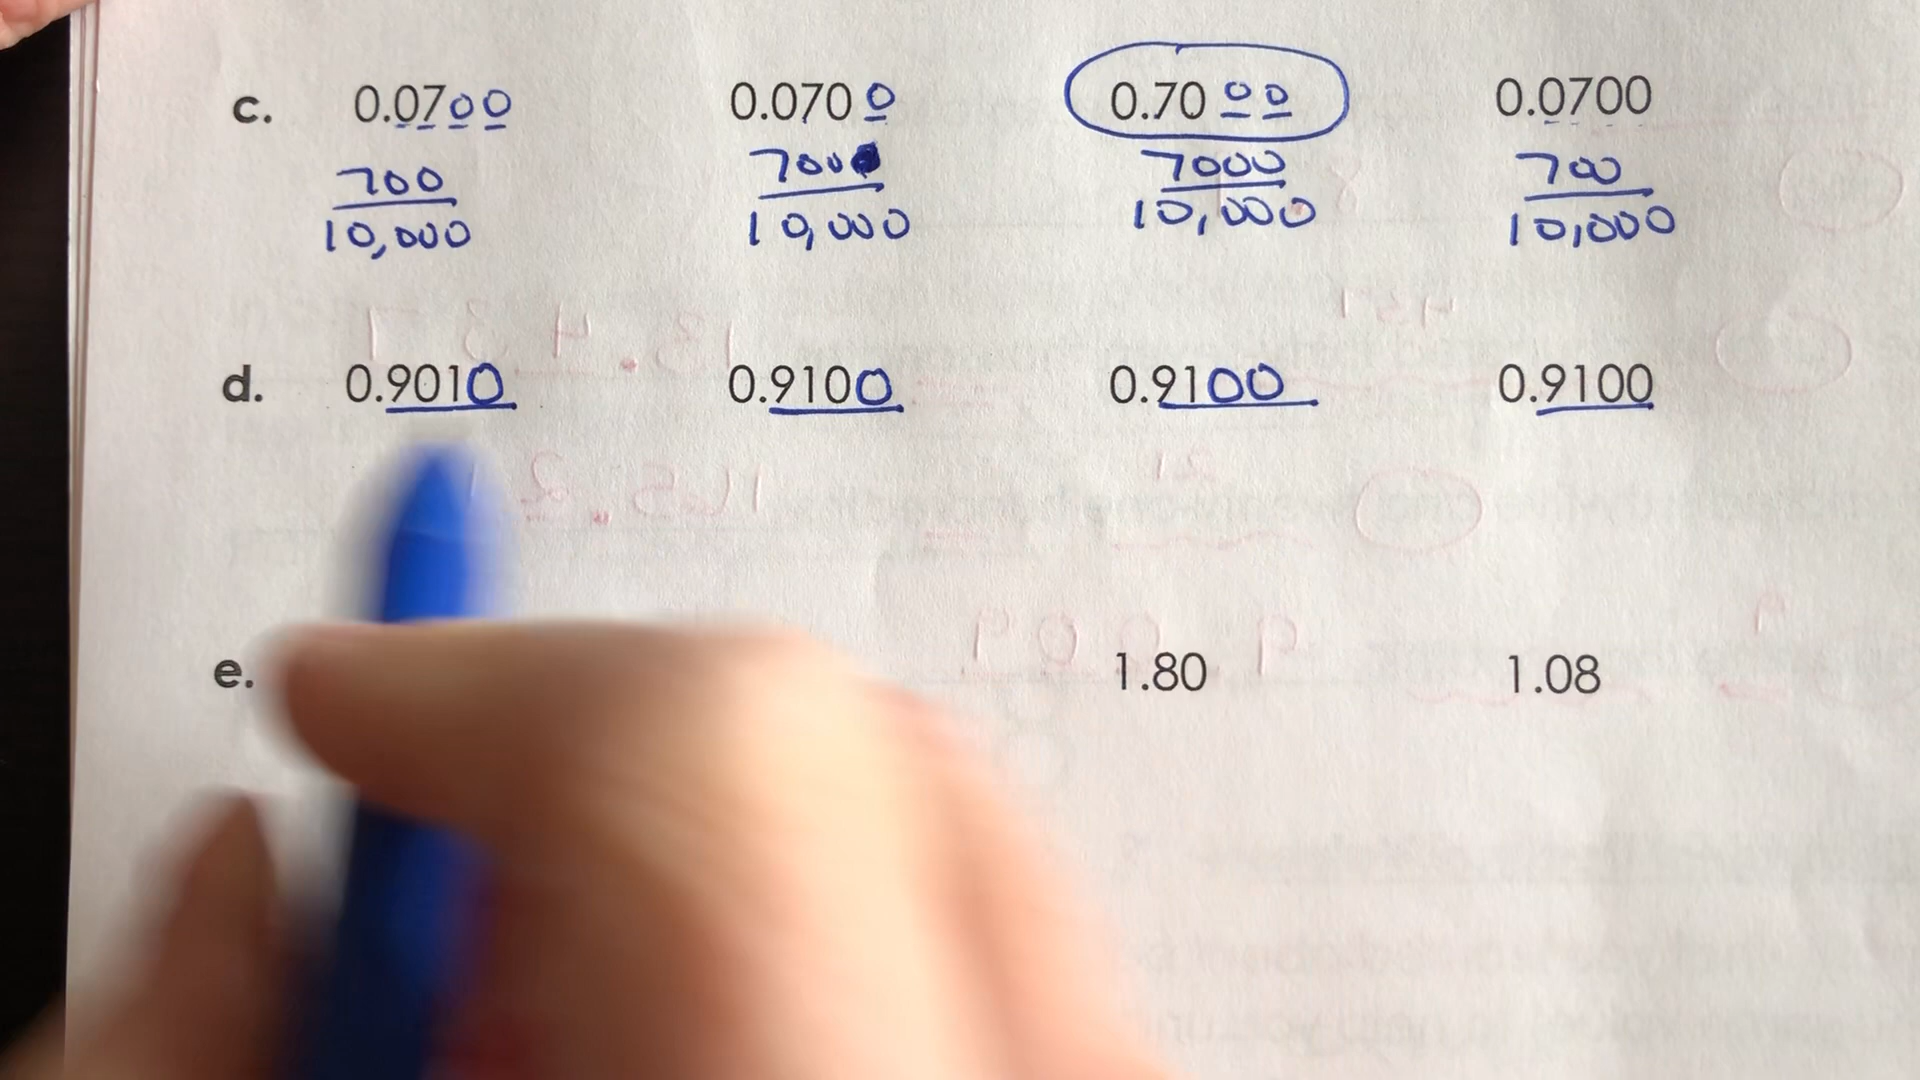 c. 0.0700 0.0700 0.7000 0.0700
700 700 7000 700
10,000 10,000 10,000 10,000
d. 0.9010 0.9100 0.9100 0.9100
e. 1.80 1.08